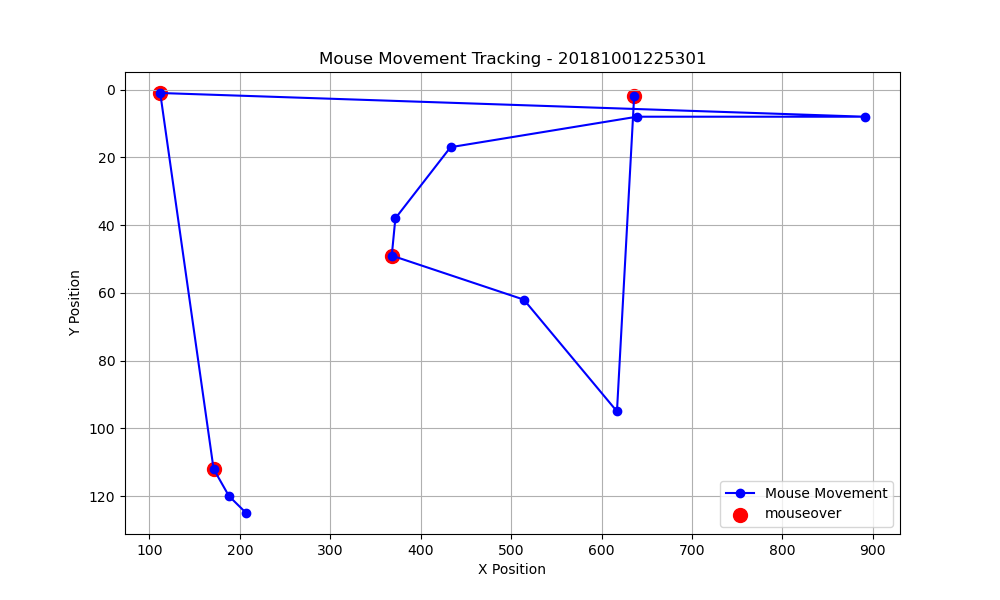 Mouse Movement Tracking - 20181001225301
Y Position
0
20
40
60
80
100
120
100 200 300 400 500 600 700 800 900
X Position
Mouse Movement
mouseover